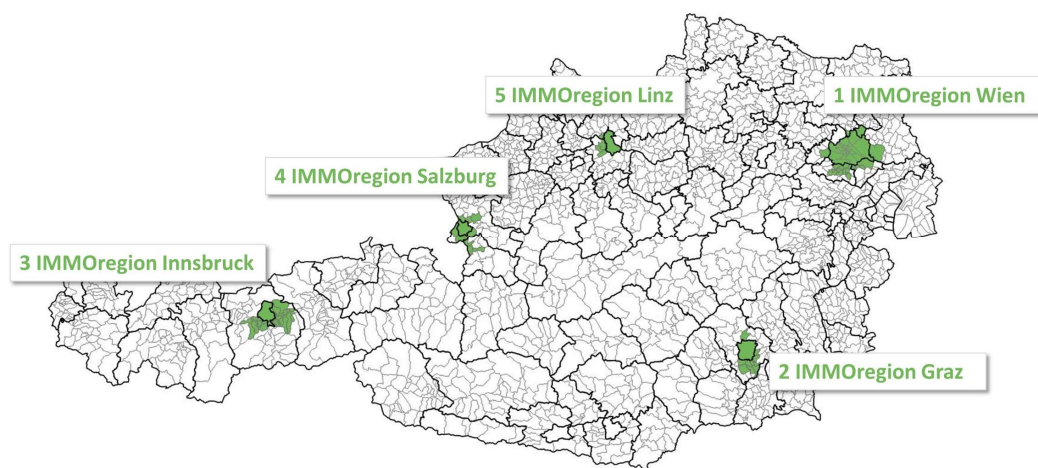 5 IMMOregion Linz
1 IMMOregion Wien
4 IMMOregion Salzburg
3 IMMOregion Innsbruck
2 IMMOregion Graz